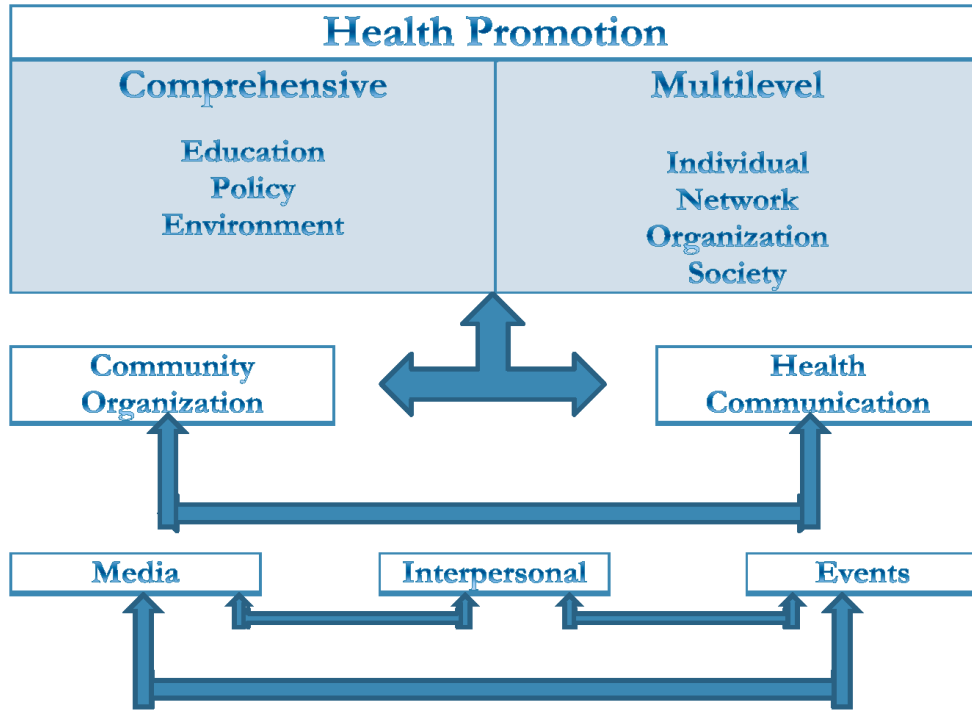 Health Promotion
Comprehensive
Education
Policy
Environment
Multilevel
Individual
Network
Organization
Society
Community
Organization
Health
Communication
Media
Interpersonal
Events